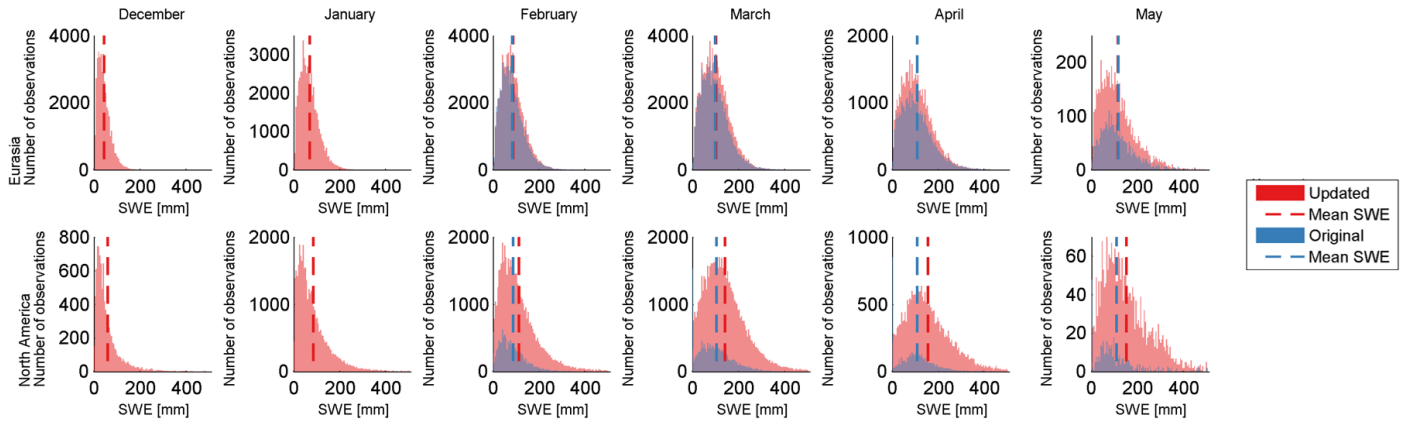 December
January
February
March
April
May
Eurasia
Number of observations
4000
2000
0
0 200 400
SWE [mm]
Number of observations
3000
2000
1000
0
0 200 400
SWE [mm]
Number of observations
4000
2000
0
0 200 400
SWE [mm]
Number of observations
4000
3000
2000
1000
0
0 200 400
SWE [mm]
Number of observations
2000
1000
0
0 200 400
SWE [mm]
Number of observations
200
100
0
0 200 400
SWE [mm]
North America
Number of observations
800
600
400
200
0
0 200 400
SWE [mm]
Number of observations
2000
1000
0
0 200 400
SWE [mm]
Number of observations
2000
1000
0
0 200 400
SWE [mm]
Number of observations
2000
1000
0
0 200 400
SWE [mm]
Number of observations
1000
500
0
0 200 400
SWE [mm]
Number of observations
60
40
20
0
0 200 400
SWE [mm]
Updated
Mean SWE
Original
Mean SWE